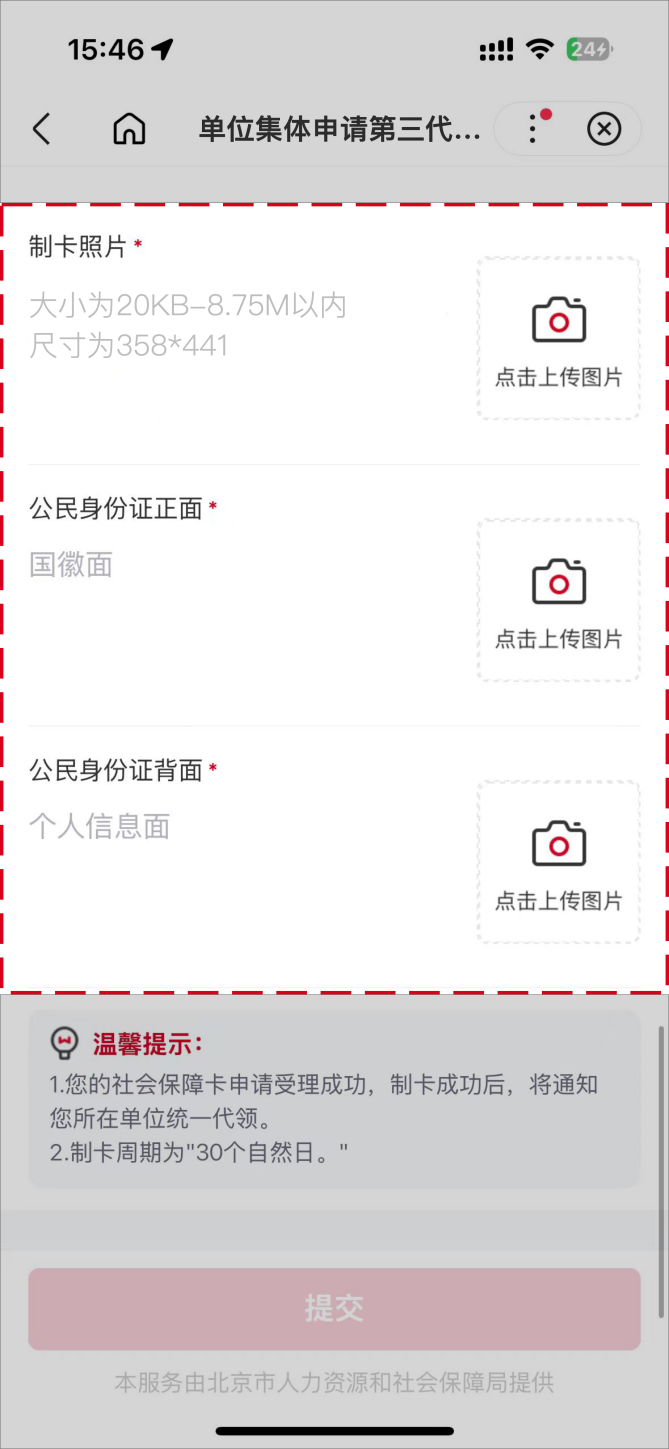 15:46
24
单位集体申请第三代...
制卡照片*
大小为20KB-8.75M以内
尺寸为358*441
点击上传图片
公民身份证正面*
国徽面
点击上传图片
公民身份证背面*
个人信息面
点击上传图片
温馨提示：
1.您的社会保障卡申请受理成功，制卡成功后，将通知
您所在单位统一代领。
2.制卡周期为"30个自然日。"
提交
本服务由北京市人力资源和社会保障局提供